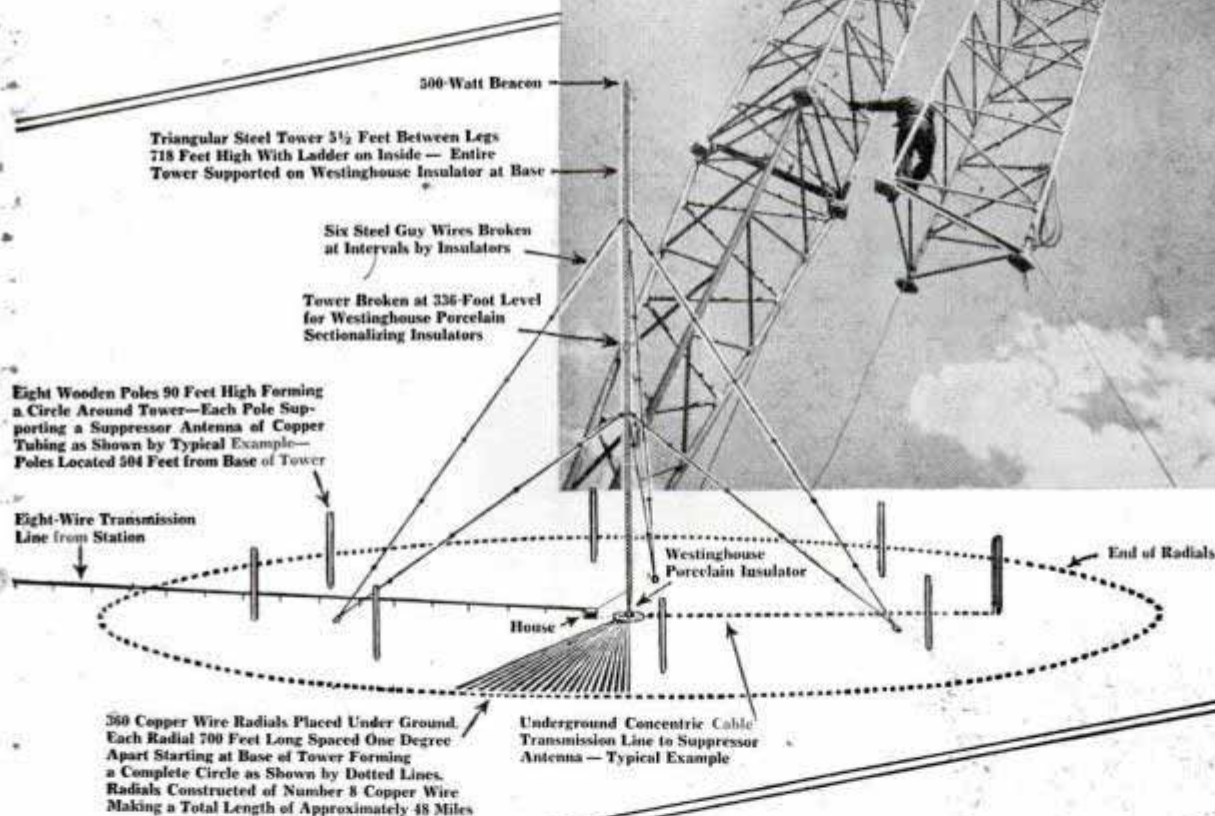 500-Watt Beacon
Triangular Steel Tower 5½ Feet Between Legs
718 Feet High With Ladder on Inside — Entire
Tower Supported on Westinghouse Insulator at Base
Six Steel Guy Wires Broken
at Intervals by Insulators
Tower Broken at 336-Foot Level
for Westinghouse Porcelain
Sectionalizing Insulators
Eight Wooden Poles 90 Feet High Forming
a Circle Around Tower—Each Pole Sup-
porting a Suppressor Antenna of Copper
Tubing as Shown by Typical Example—
Poles Located 504 Feet from Base of Tower
Eight-Wire Transmission
Line from Station
Westinghouse
Porcelain Insulator
End of Radials
House
360 Copper Wire Radials Placed Under Ground.
Each Radial 700 Feet Long Spaced One Degree
Apart Starting at Base of Tower Forming
a Complete Circle as Shown by Dotted Lines.
Radials Constructed of Number 8 Copper Wire
Making a Total Length of Approximately 48 Miles
Underground Concentric Cable
Transmission Line to Suppressor
Antenna — Typical Example